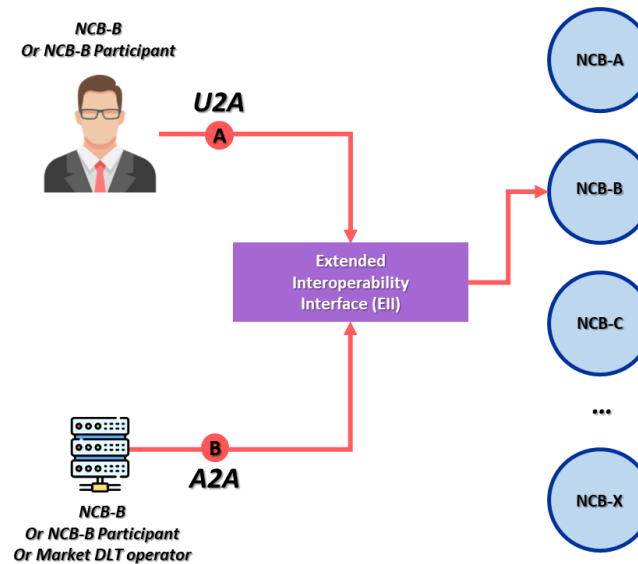 NCB-B
Or NCB-B Participant
U2A
A
NCB-A
NCB-B
Extended
Interoperability
Interface (EII)
NCB-C
...
B
A2A
NCB-X
NCB-B
Or NCB-B Participant
Or Market DLT operator